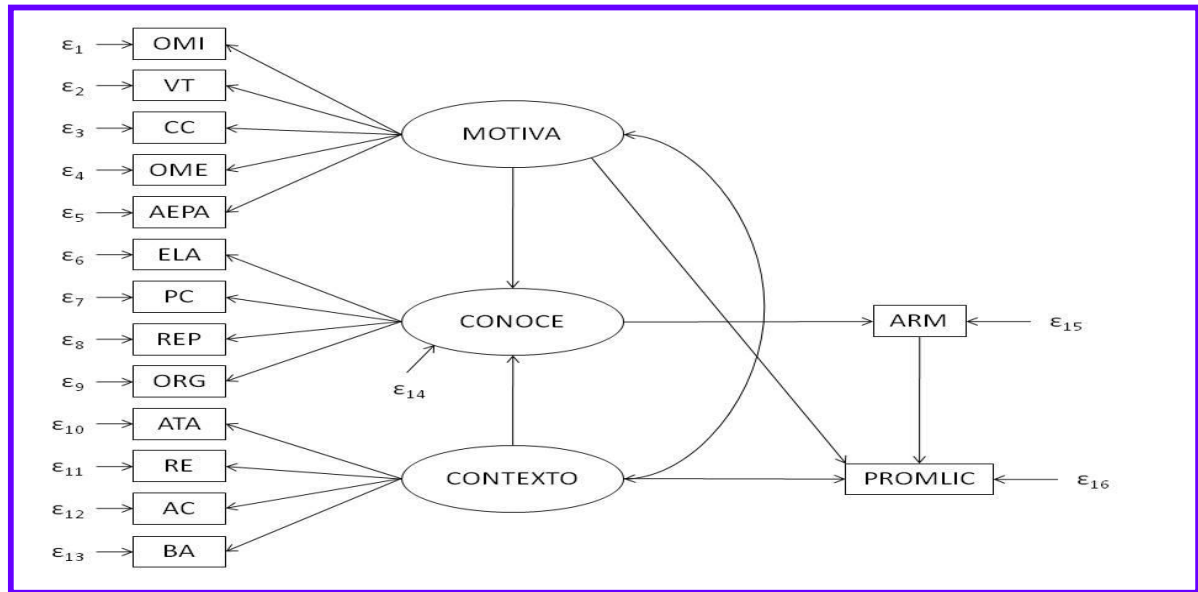 ε1 OMI
ε2 VT
ε3 CC
ε4 OME
ε5 AEPA
ε6 ELA
ε7 PC
ε8 REP
ε9 ORG
ε10 ATA
ε11 RE
ε12 AC
ε13 BA
MOTIVA
CONOCE
ε14
CONTEXTO
ARM ε15
PROMLIC ε16